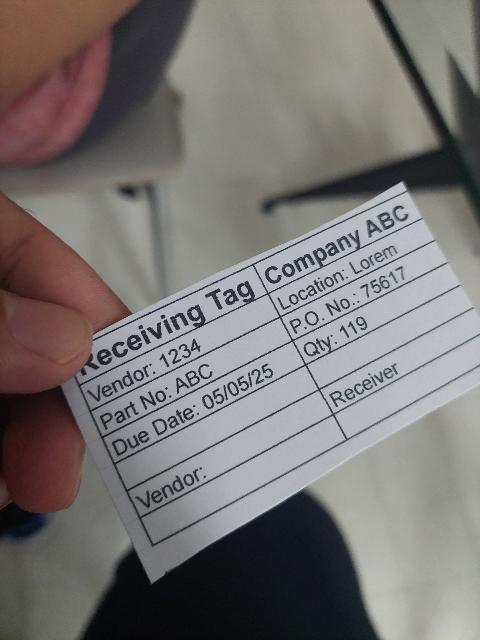 Receiving Tag Company ABC
Vendor: 1234 Location: Lorem
Part No: ABC P.O. No.: 75617
Due Date: 05/05/25 Qty: 119
Vendor: Receiver